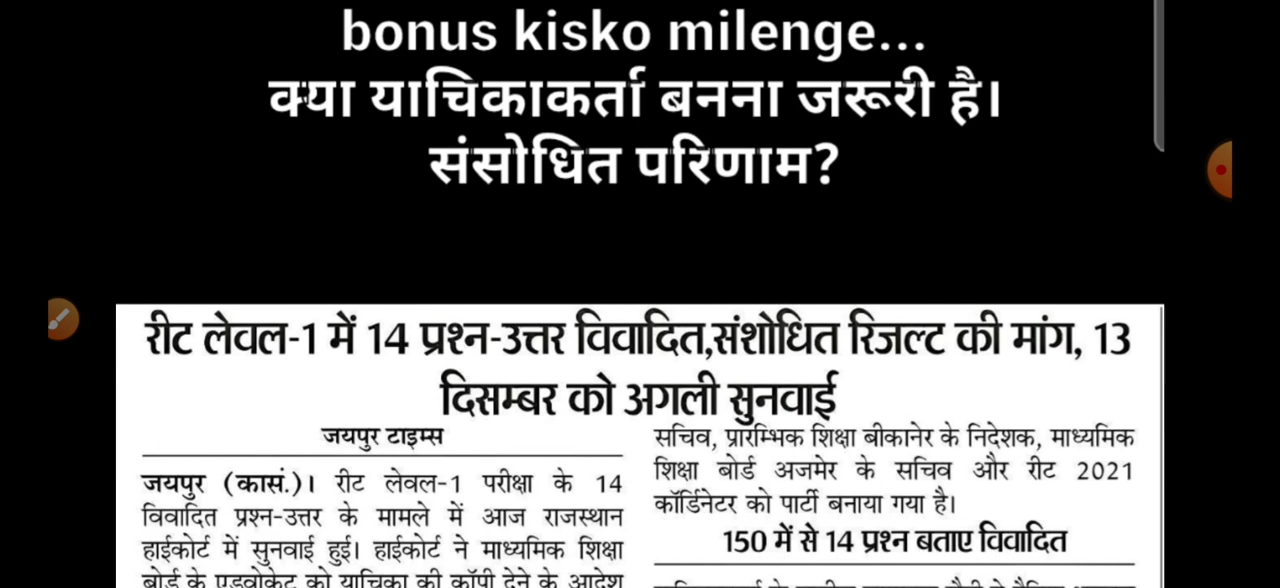 bonus kisko milenge...
क्या याचिकाकर्ता बनना जरूरी है।
संसोधित परिणाम?
रीट लेवल-1 में 14 प्रश्न-उत्तर विवादित,संशोधित रिजल्ट की मांग, 13
दिसम्बर को अगली सुनवाई
जयपुर टाइम्स
जयपुर (कासं.)। रीट लेवल-1 परीक्षा के 14
विवादित प्रश्न-उत्तर के मामले में आज राजस्थान
हाईकोर्ट में सुनवाई हुई। हाईकोर्ट ने माध्यमिक शिक्षा
बोर्ड के एडवोकेट को याचिका की कॉपी देने के आदेश
सचिव, प्रारम्भिक शिक्षा बीकानेर के निदेशक, माध्यमिक
शिक्षा बोर्ड अजमेर के सचिव और रीट 2021
कॉर्डिनेटर को पार्टी बनाया गया है।
150 में से 14 प्रश्न बताए विवादित